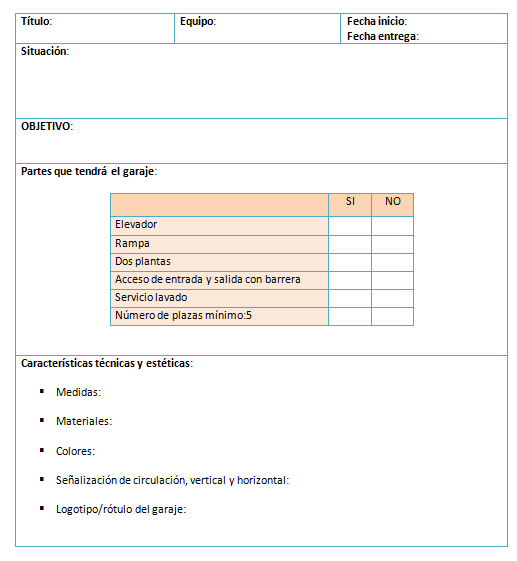 Título:
Equipo:
Fecha inicio:
Fecha entrega:
Situación:
OBJETIVO:
Partes que tendrá el garaje:
SI NO
Elevador
Rampa
Dos plantas
Acceso de entrada y salida con barrera
Servicio lavado
Número de plazas mínimo:5
Características técnicas y estéticas:
▪ Medidas:
▪ Materiales:
▪ Colores:
▪ Señalización de circulación, vertical y horizontal:
▪ Logotipo/rótulo del garaje: